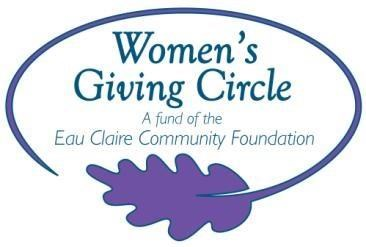 Women's
Giving Circle
A fund of the
Eau Claire Community Foundation